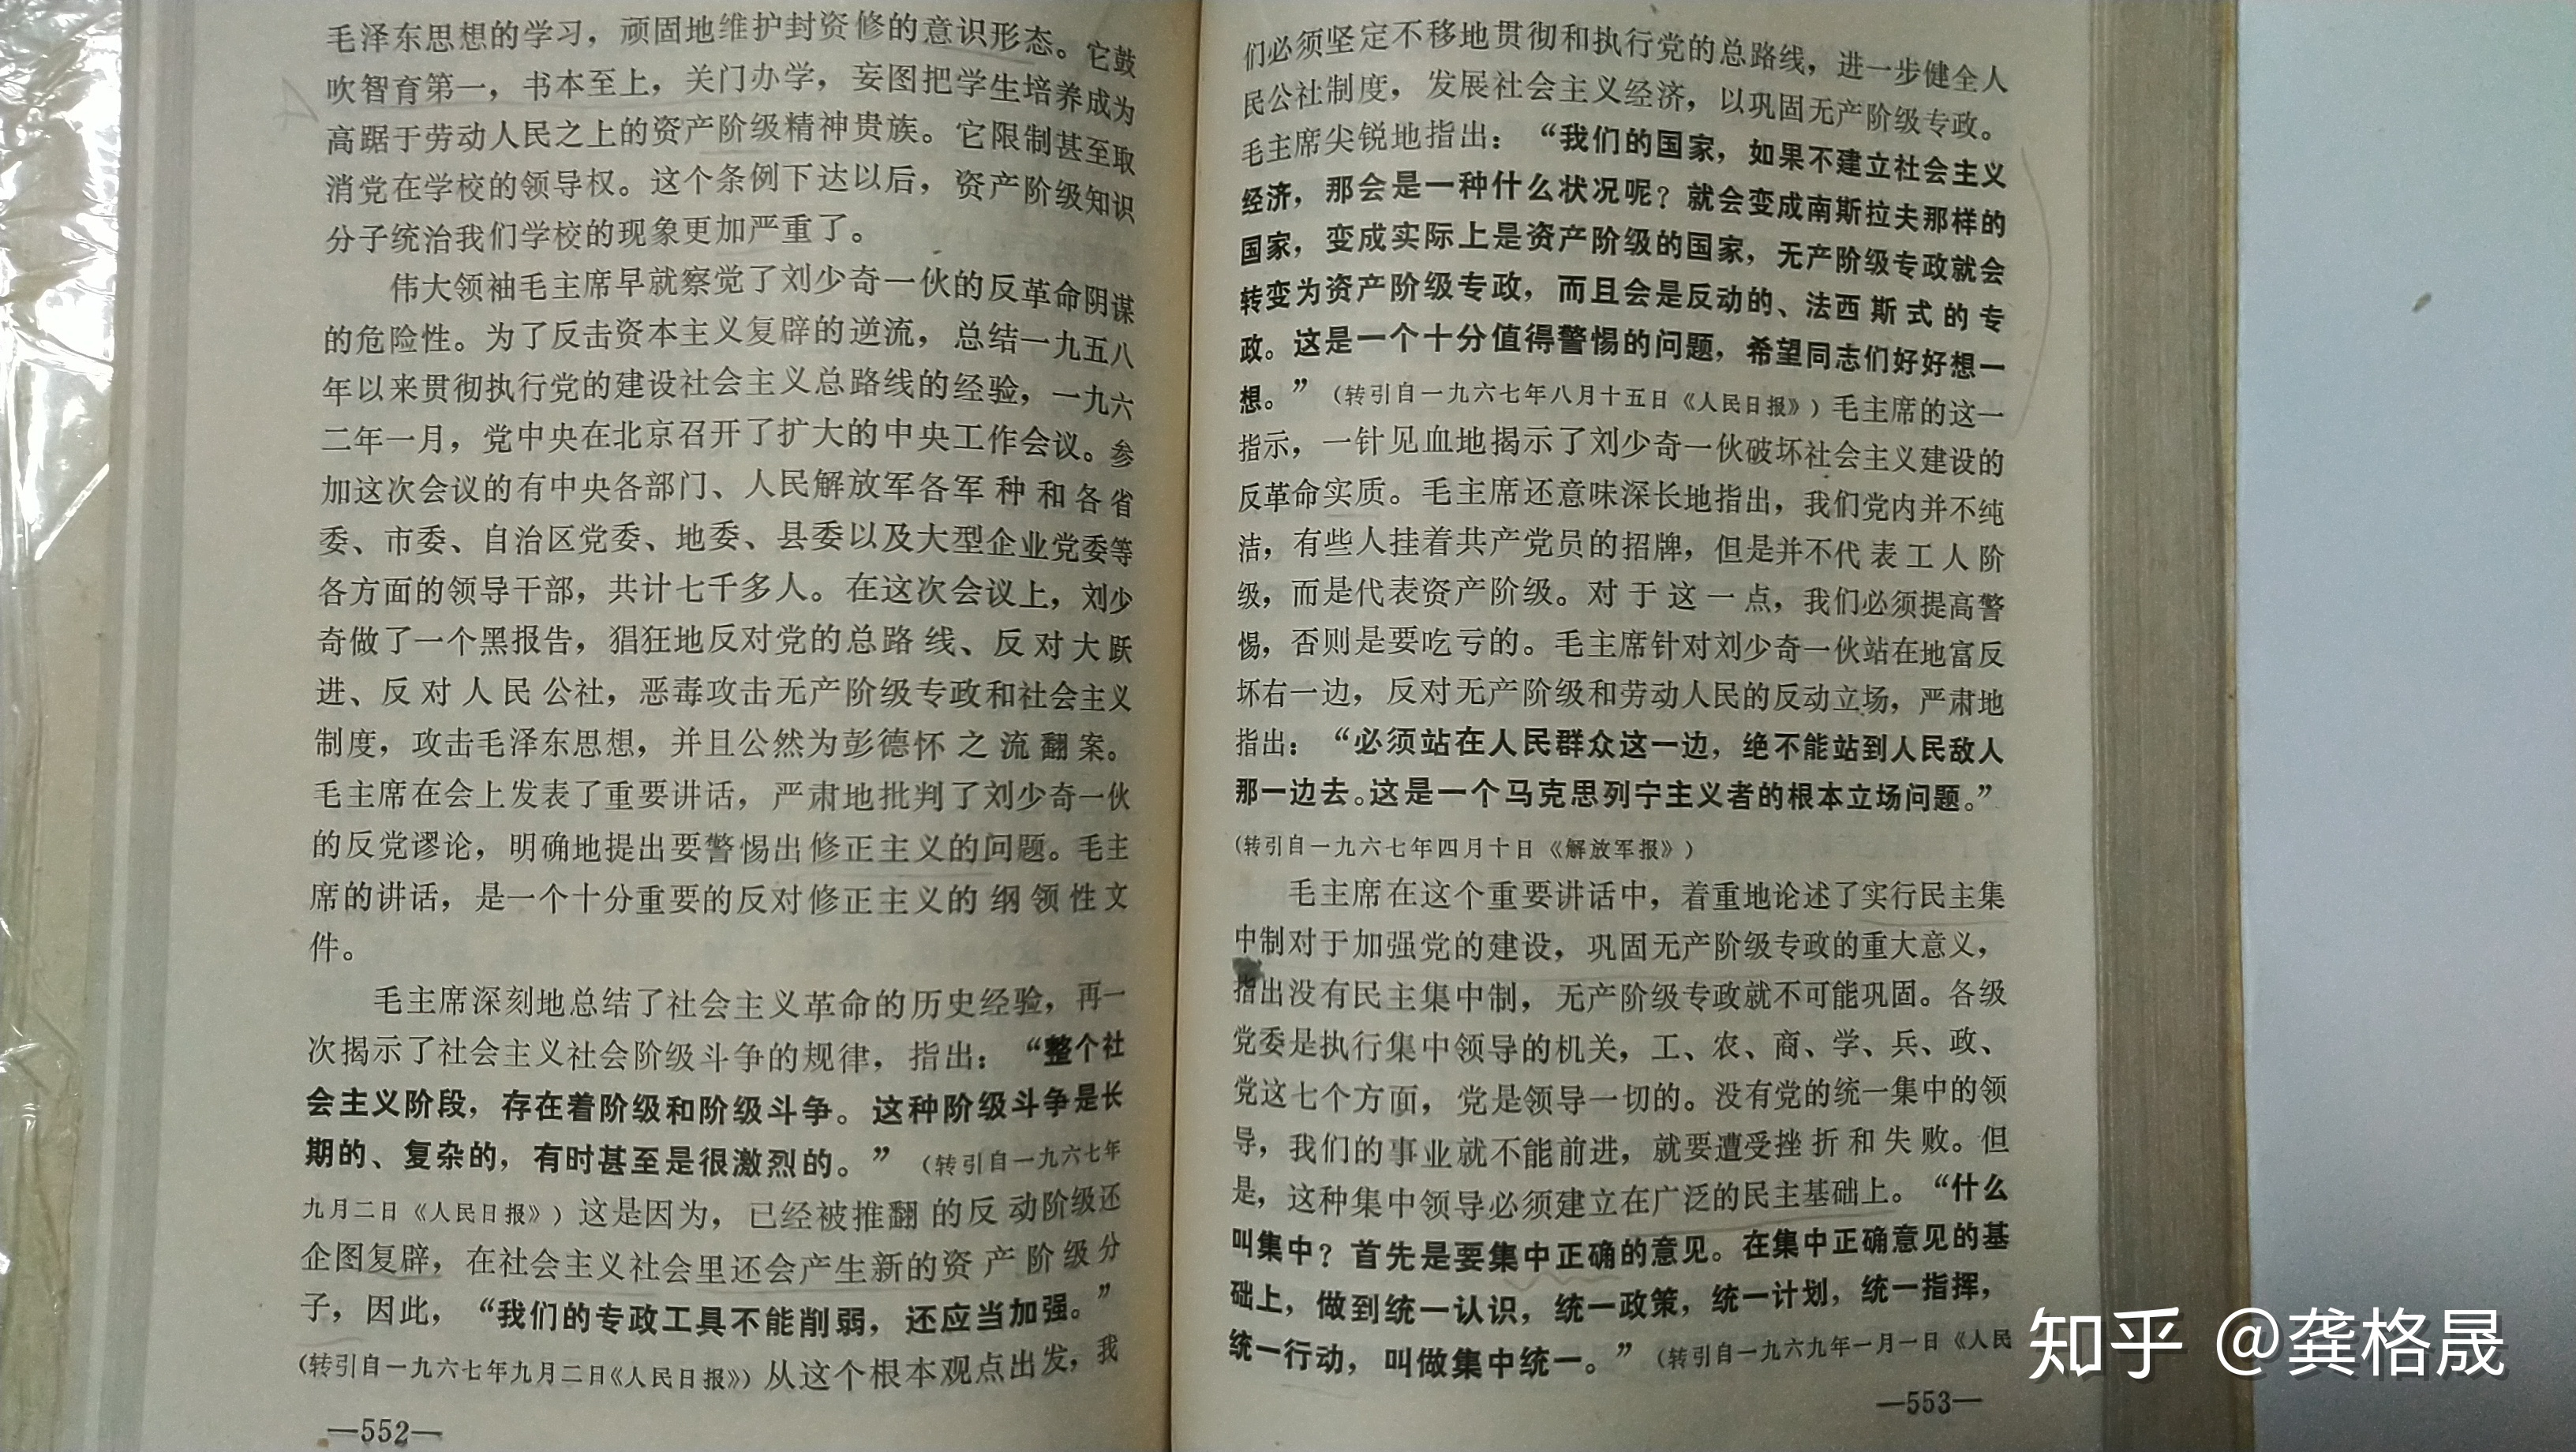 毛泽东思想的学习，顽固地维护封资修的意识形态。它鼓
吹智育第一，书本至上，关门办学，妄图把学生培养成为
高踞于劳动人民之上的资产阶级精神贵族。它限制甚至取
消党在学校的领导权。这个条例下达以后，资产阶级知识
分子统治我们学校的现象更加严重了。
伟大领袖毛主席早就察觉了刘少奇一伙的反革命阴谋
的危险性。为了反击资本主义复辟的逆流，总结一九五八
年以来贯彻执行党的建设社会主义总路线的经验，一九六
二年一月，党中央在北京召开了扩大的中央工作会议。参
加这次会议的有中央各部门、人民解放军各军种和各省
委、市委、自治区党委、地委、县委以及大型企业党委等
各方面的领导干部，共计七千多人。在这次会议上，刘少
奇做了一个黑报告，猖狂地反对党的总路线、反对大跃
进、反对人民公社，恶毒攻击无产阶级专政和社会主义
制度，攻击毛泽东思想，并且公然为彭德怀之流翻案。
毛主席在会上发表了重要讲话，严肃地批判了刘少奇一伙
的反党谬论，明确地提出要警惕出修正主义的问题。毛主
席的讲话，是一个十分重要的反对修正主义的纲领性文
件。
毛主席深刻地总结了社会主义革命的历史经验，再一
次揭示了社会主义社会阶级斗争的规律，指出：“整个社
会主义阶段，存在着阶级和阶级斗争。这种阶级斗争是长
期的、复杂的，有时甚至是很激烈的。”（转引自一九六七年
九月二日《人民日报》）这是因为，已经被推翻的反动阶级还
企图复辟，在社会主义社会里还会产生新的资产阶级分
子，因此，“我们的专政工具不能削弱，还应当加强。”
（转引自一九六七年九月二日《人民日报》）从这个根本观点出发，我
—552—
们必须坚定不移地贯彻和执行党的总路线，进一步健全人
民公社制度，发展社会主义经济，以巩固无产阶级专政。
毛主席尖锐地指出：“我们的国家，如果不建立社会主义
经济，那会是一种什么状况呢？就会变成南斯拉夫那样的
国家，变成实际上是资产阶级的国家，无产阶级专政就会
转变为资产阶级专政，而且会是反动的、法西斯式的专
政。这是一个十分值得警惕的问题，希望同志们好好想一
想。”（转引自一九六七年八月十五日《人民日报》）毛主席的这一
指示，一针见血地揭示了刘少奇一伙破坏社会主义建设的
反革命实质。毛主席还意味深长地指出，我们党内并不纯
洁，有些人挂着共产党员的招牌，但是并不代表工人阶
级，而是代表资产阶级。对于这一点，我们必须提高警
惕，否则是要吃亏的。毛主席针对刘少奇一伙站在地富反
坏右一边，反对无产阶级和劳动人民的反动立场，严肃地
指出：“必须站在人民群众这一边，绝不能站到人民敌人
那一边去。这是一个马克思列宁主义者的根本立场问题。”
（转引自一九六七年四月十日《解放军报》）
毛主席在这个重要讲话中，着重地论述了实行民主集
中制对于加强党的建设，巩固无产阶级专政的重大意义，
指出没有民主集中制，无产阶级专政就不可能巩固。各级
党委是执行集中领导的机关，工、农、商、学、兵、政、
党这七个方面，党是领导一切的。没有党的统一集中的领
导，我们的事业就不能前进，就要遭受挫折和失败。但
是，这种集中领导必须建立在广泛的民主基础上。“什么
叫集中？首先是要集中正确的意见。在集中正确意见的基
础上，做到统一认识，统一政策，统一计划，统一指挥，
统一行动，叫做集中统一。”（转引自一九六九年一月一日《人民
—553—
知乎 @龚格晟